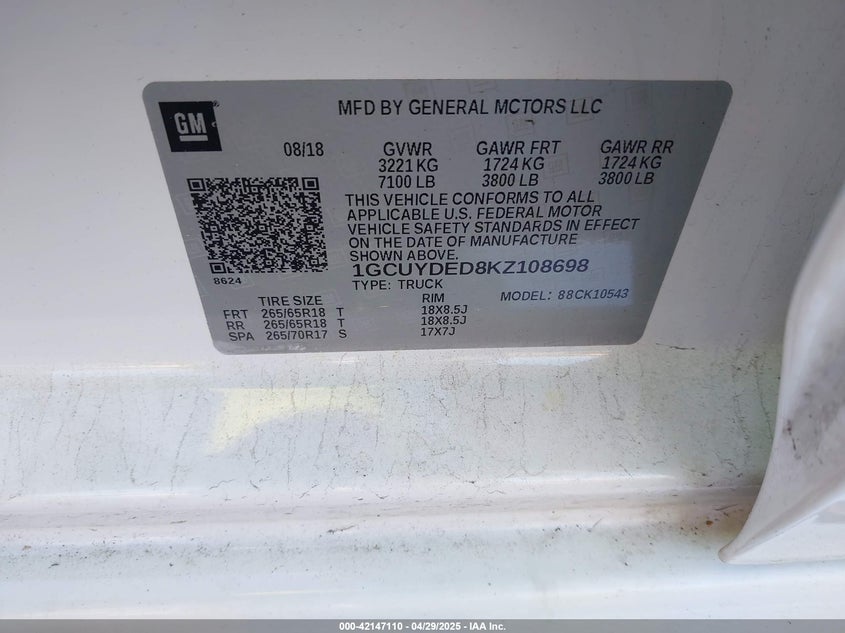 GM
MFD BY GENERAL MOTORS LLC
08/18 GVWR GAWR FRT GAWR RR
3221 KG 1724 KG 1724 KG
7100 LB 3800 LB 3800 LB
THIS VEHICLE CONFORMS TO ALL
APPLICABLE U.S. FEDERAL MOTOR
VEHICLE SAFETY STANDARDS IN EFFECT
ON THE DATE OF MANUFACTURE
SHOWN ABOVE.
8624
1GCUYDED8KZ108698
TYPE: TRUCK MODEL: 88CK10543
TIRE SIZE RIM
FRT 265/65R18 T 18X8.5J
RR 265/65R18 T 18X8.5J
SPA 265/70R17 S 17X7J
000-42147110 | 04/29/2025 - IAA Inc.